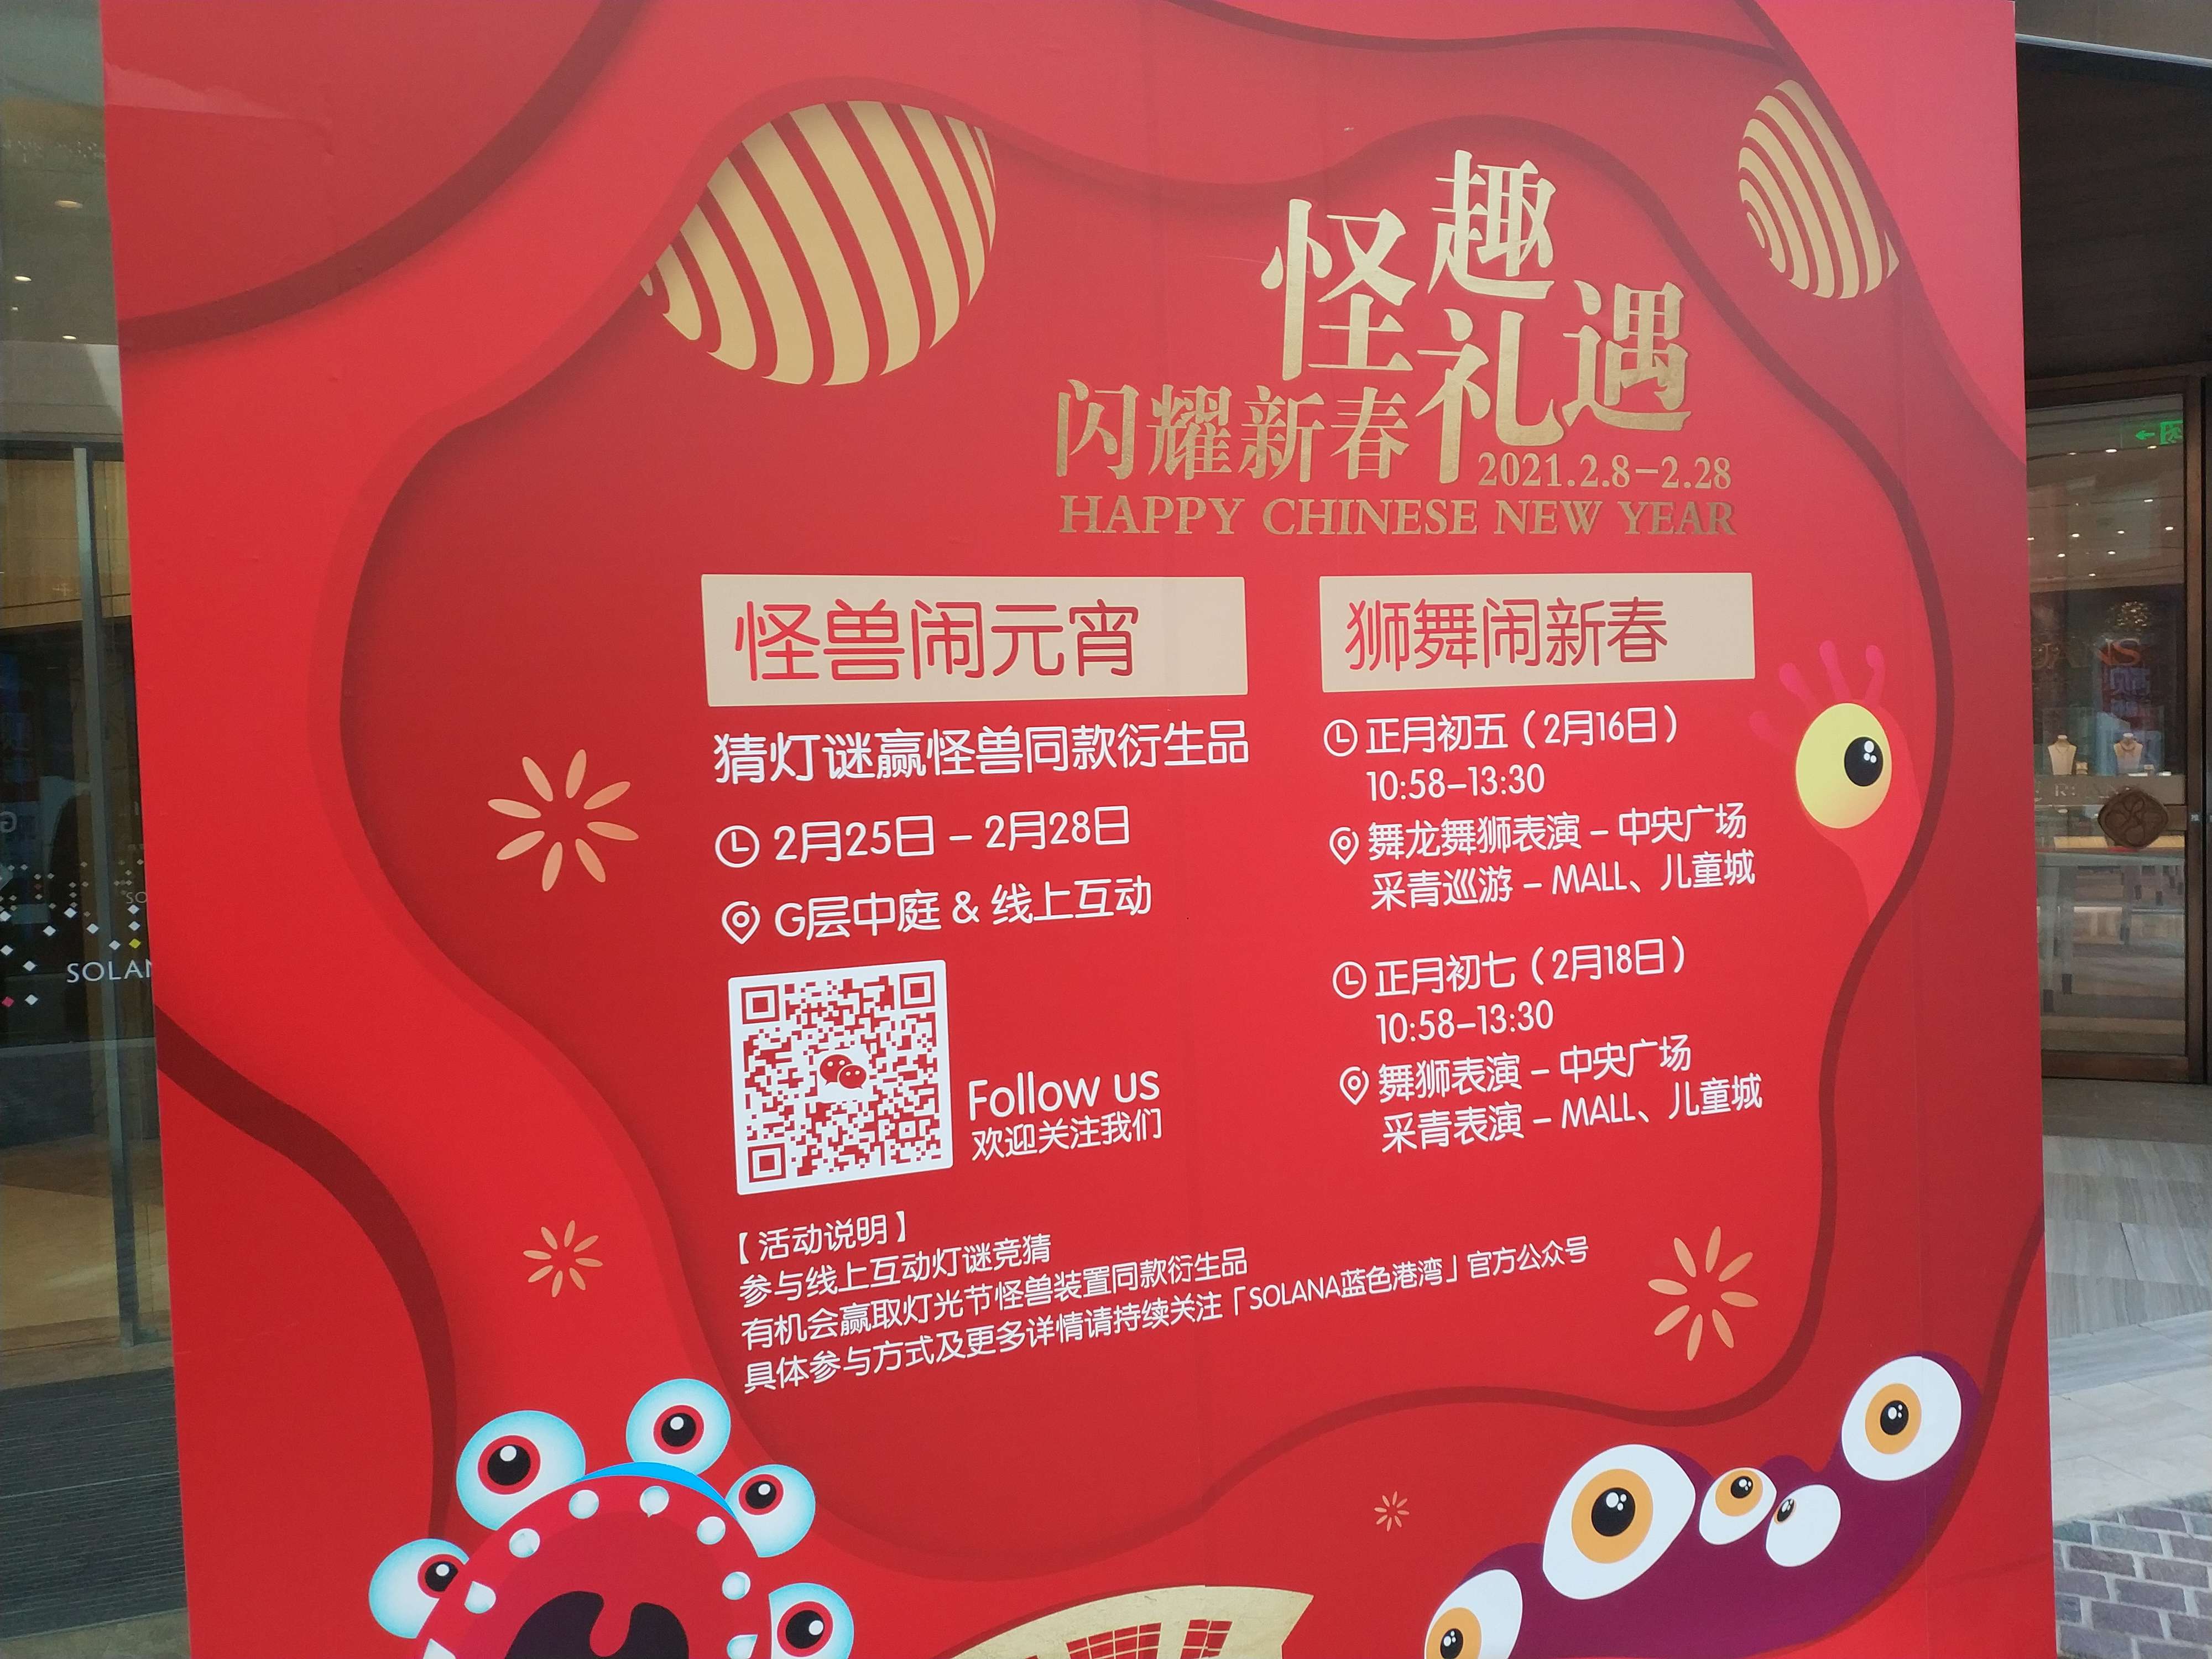 怪趣礼遇
闪耀新春
2021.2.8-2.28
HAPPY CHINESE NEW YEAR
怪兽闹元宵
猜灯谜赢怪兽同款衍生品
2月25日 – 2月28日
G层中庭 & 线上互动
Follow us
欢迎关注我们
狮舞闹新春
正月初五（2月16日）
10:58–13:30
舞龙舞狮表演 – 中央广场
采青巡游 – MALL、儿童城
正月初七（2月18日）
10:58–13:30
舞狮表演 – 中央广场
采青表演 – MALL、儿童城
【活动说明】
参与线上互动灯谜竞猜
有机会赢取灯光节怪兽装置同款衍生品
具体参与方式及更多详情请持续关注「SOLANA蓝色港湾」官方公众号